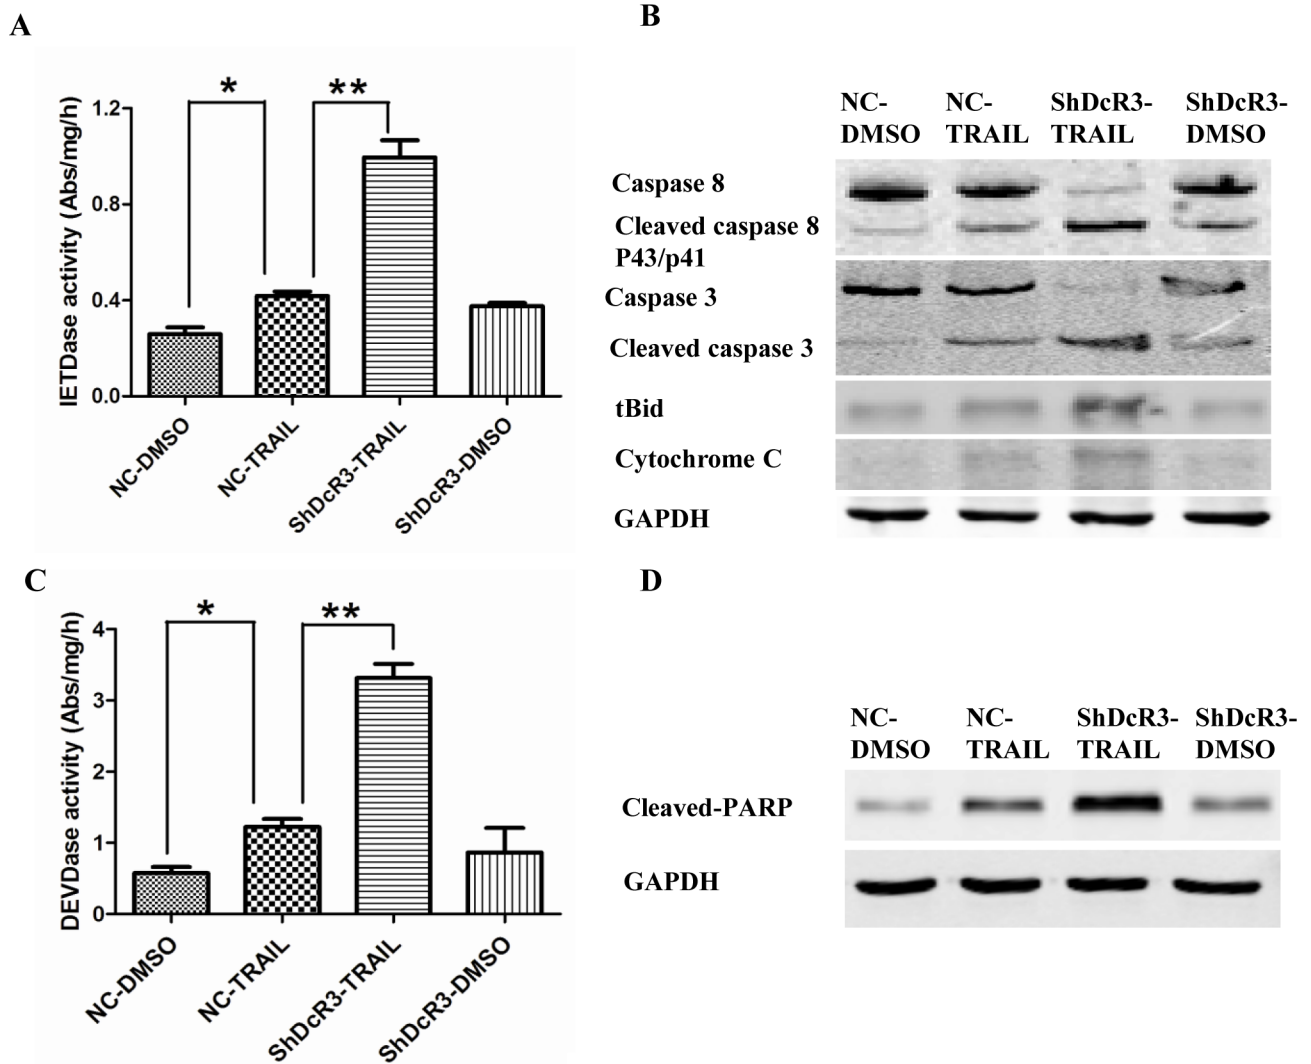 A
*
**
IETDase activity (Abs/mg/h)
1.2
0.8
0.4
0.0
NC-DMSO
NC-TRAIL
ShDcR3-TRAIL
ShDcR3-DMSO
B
NC-
DMSO
NC-
TRAIL
ShDcR3-
TRAIL
ShDcR3-
DMSO
Caspase 8
Cleaved caspase 8
P43/p41
Caspase 3
Cleaved caspase 3
tBid
Cytochrome C
GAPDH
C
*
**
DEVDase activity (Abs/mg/h)
4
3
2
1
0
NC-DMSO
NC-TRAIL
ShDcR3-TRAIL
ShDcR3-DMSO
D
NC-
DMSO
NC-
TRAIL
ShDcR3-
TRAIL
ShDcR3-
DMSO
Cleaved-PARP
GAPDH